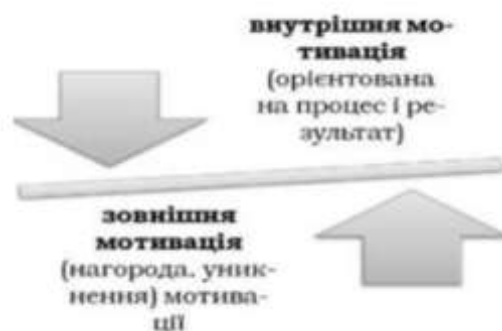 внутрішня мо-
тивація
(орієнтована
на процес і ре-
зультат)
зовнішня
мотивація
(нагорода, уник-
нення) мотива-
ції